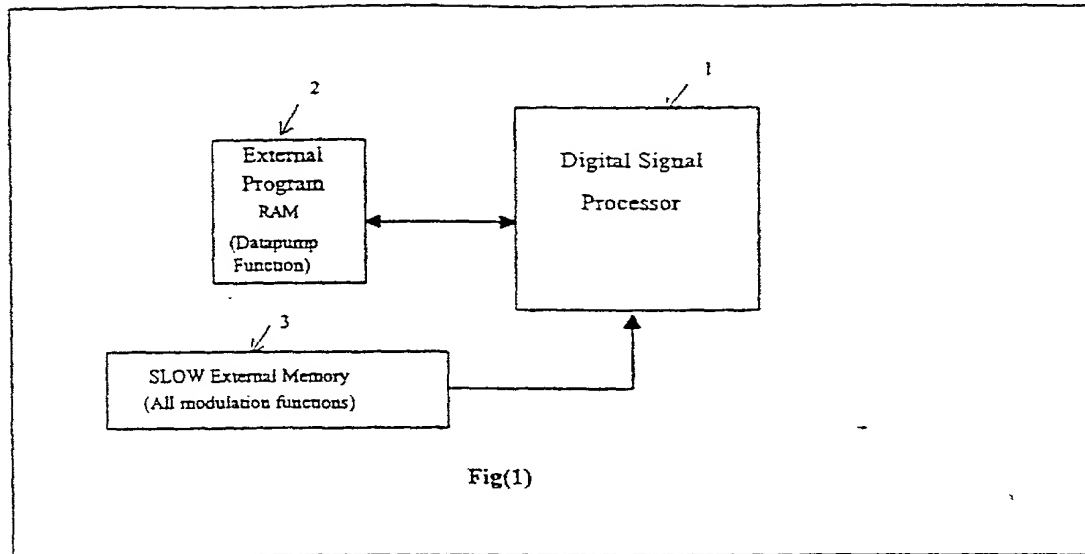 1
2
Digital Signal
Processor
External
Program
RAM
(Datapump
Function)
3
SLOW External Memory
(All modulation functions)
Fig(1)